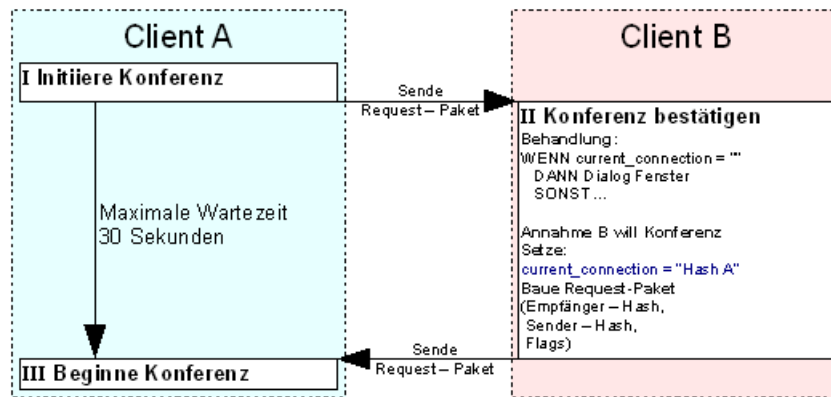 Client A
Client B
I Initiiere Konferenz
Sende
Request–Paket
II Konferenz bestätigen
Behandlung:
WENN current_connection = ""
DANN Dialog Fenster
SONST...
Maximale Wartezeit
30 Sekunden
Annahme B will Konferenz
Setze:
current_connection = "Hash A"
Baue Request-Paket
(Empfänger–Hash,
Sender–Hash,
Flags)
Sende
Request–Paket
III Beginne Konferenz